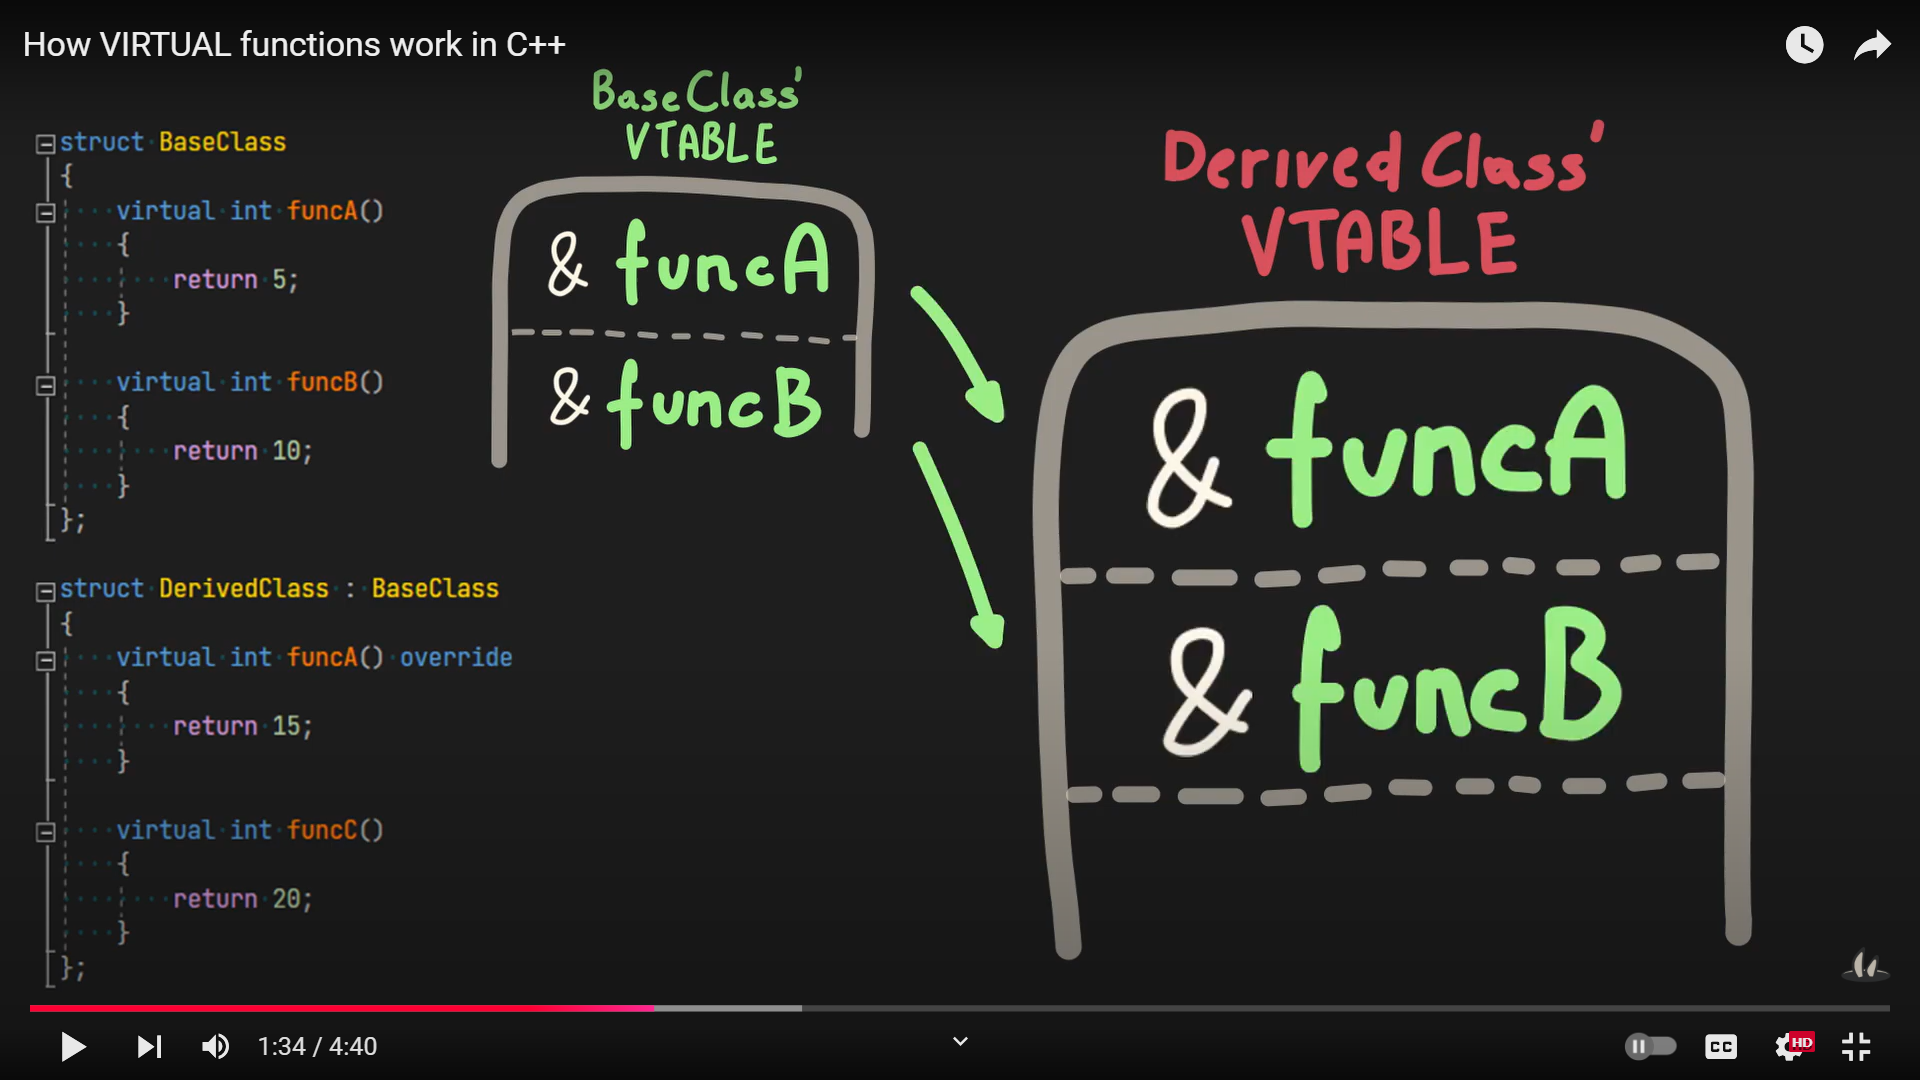 How VIRTUAL functions work in C++
struct BaseClass
{
virtual int funcA()
{
return 5;
}
virtual int funcB()
{
return 10;
}
};
struct DerivedClass : BaseClass
{
virtual int funcA() override
{
return 15;
}
virtual int funcC()
{
return 20;
}
};
BaseClass'
VTABLE
& funcA
& funcB
Derived Class'
VTABLE
& funcA
& funcB
1:34 / 4:40
CC
HD